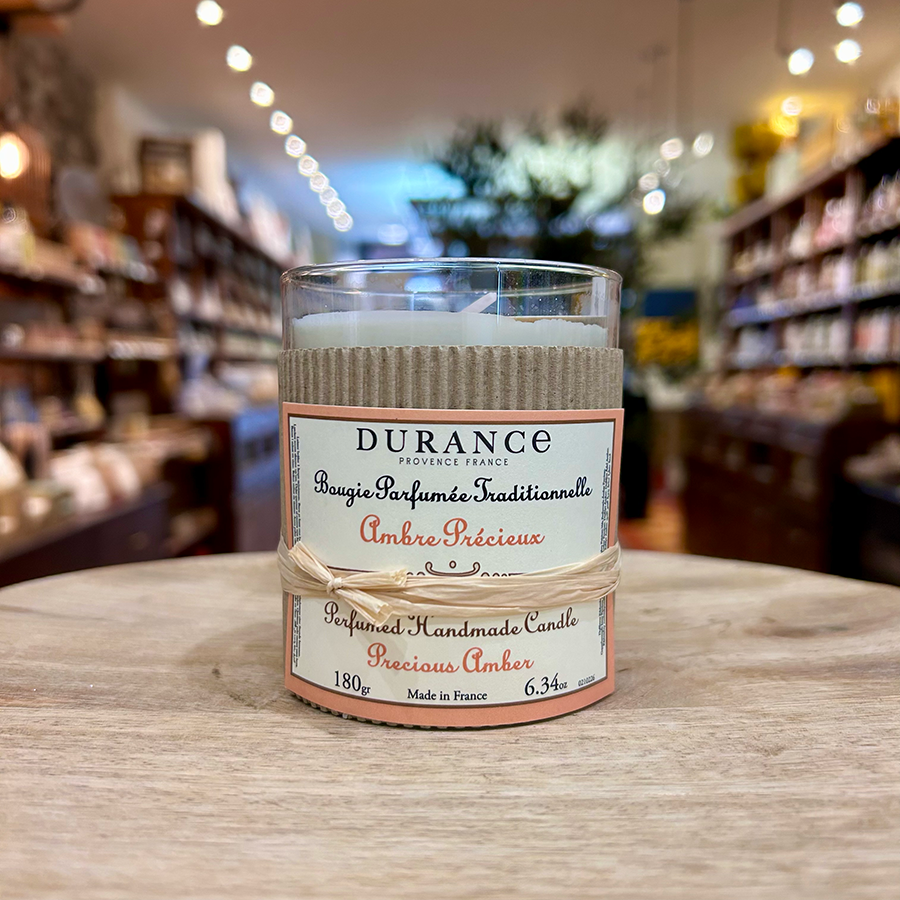 DURANCE
PROVENCE FRANCE
Bougie Parfumée Traditionnelle
Ambre Précieux
Perfumed Handmade Candle
Precious Amber
180gr
Made in France
6.34oz